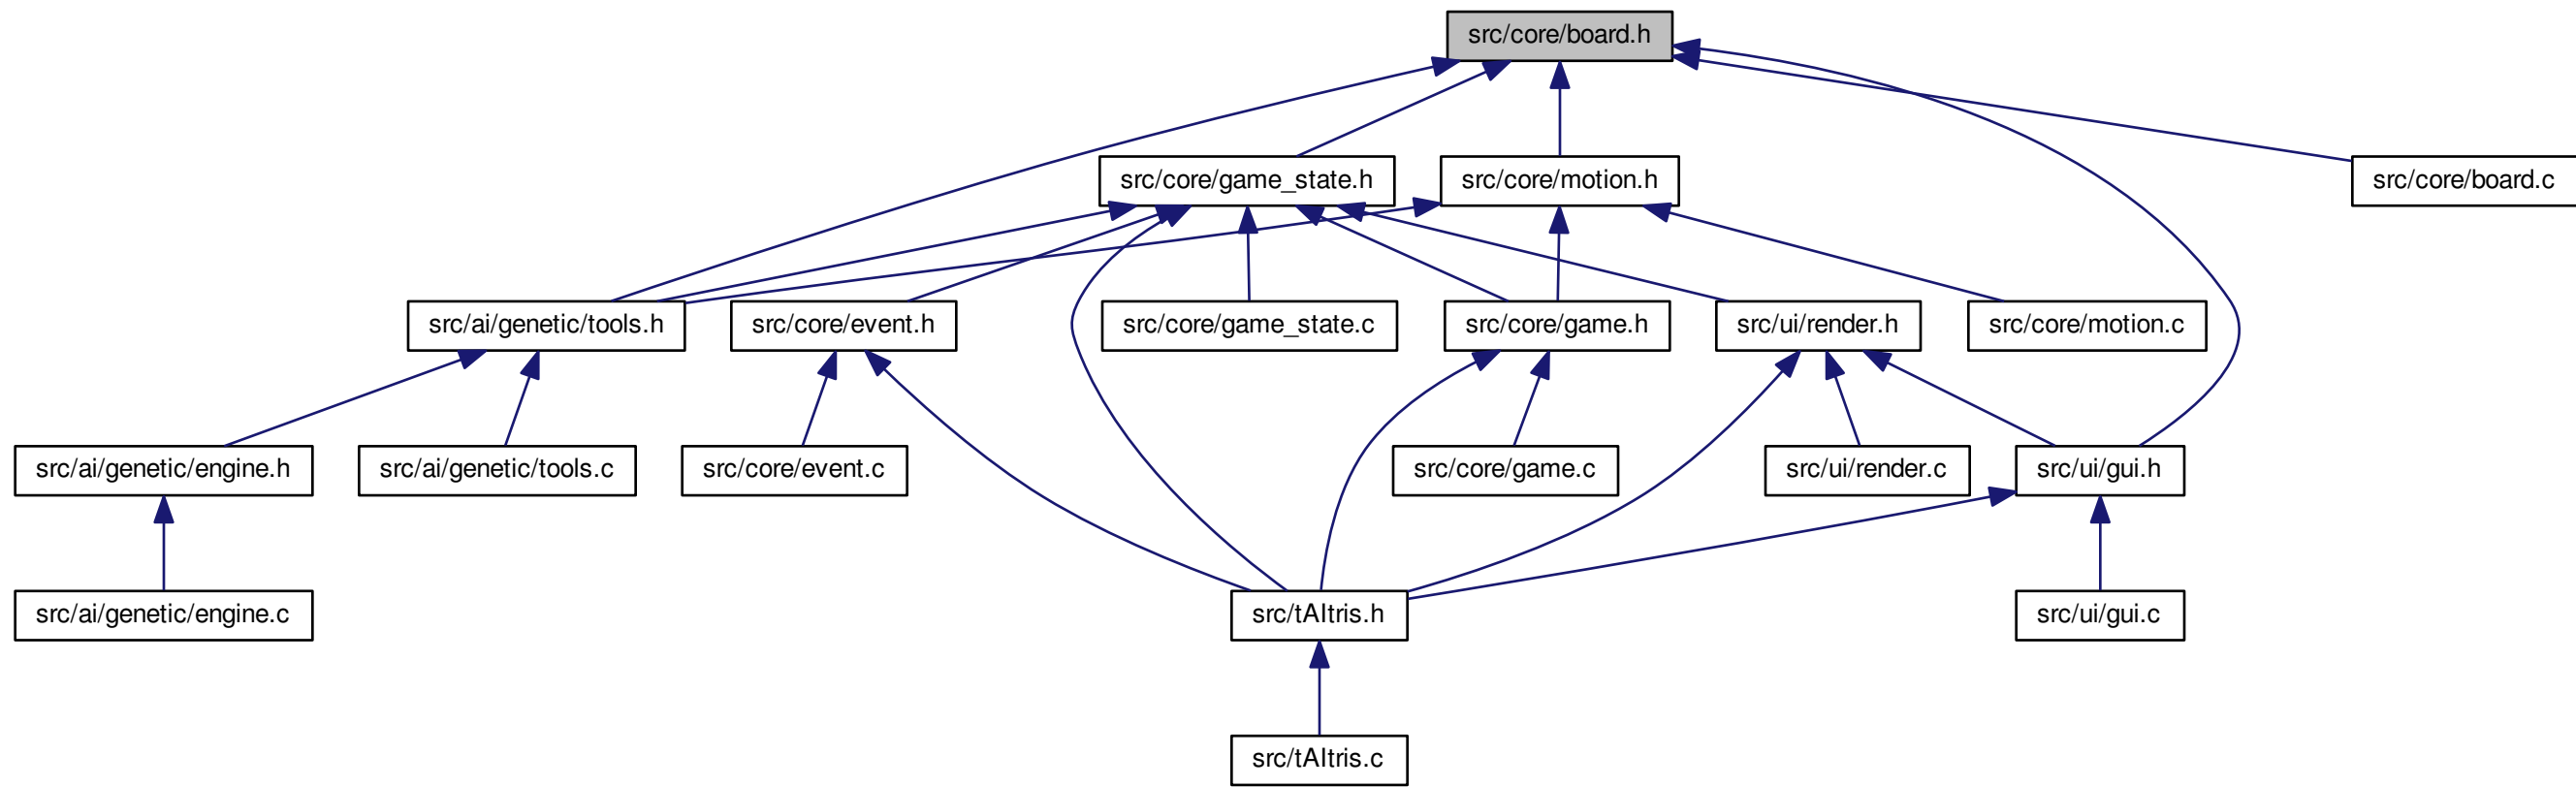 src/core/board.h
src/core/game_state.h
src/core/motion.h
src/core/board.c
src/ai/genetic/tools.h
src/core/event.h
src/core/game_state.c
src/core/game.h
src/ui/render.h
src/core/motion.c
src/ai/genetic/engine.h
src/ai/genetic/tools.c
src/core/event.c
src/core/game.c
src/ui/render.c
src/ui/gui.h
src/ai/genetic/engine.c
src/tAItris.h
src/ui/gui.c
src/tAItris.c